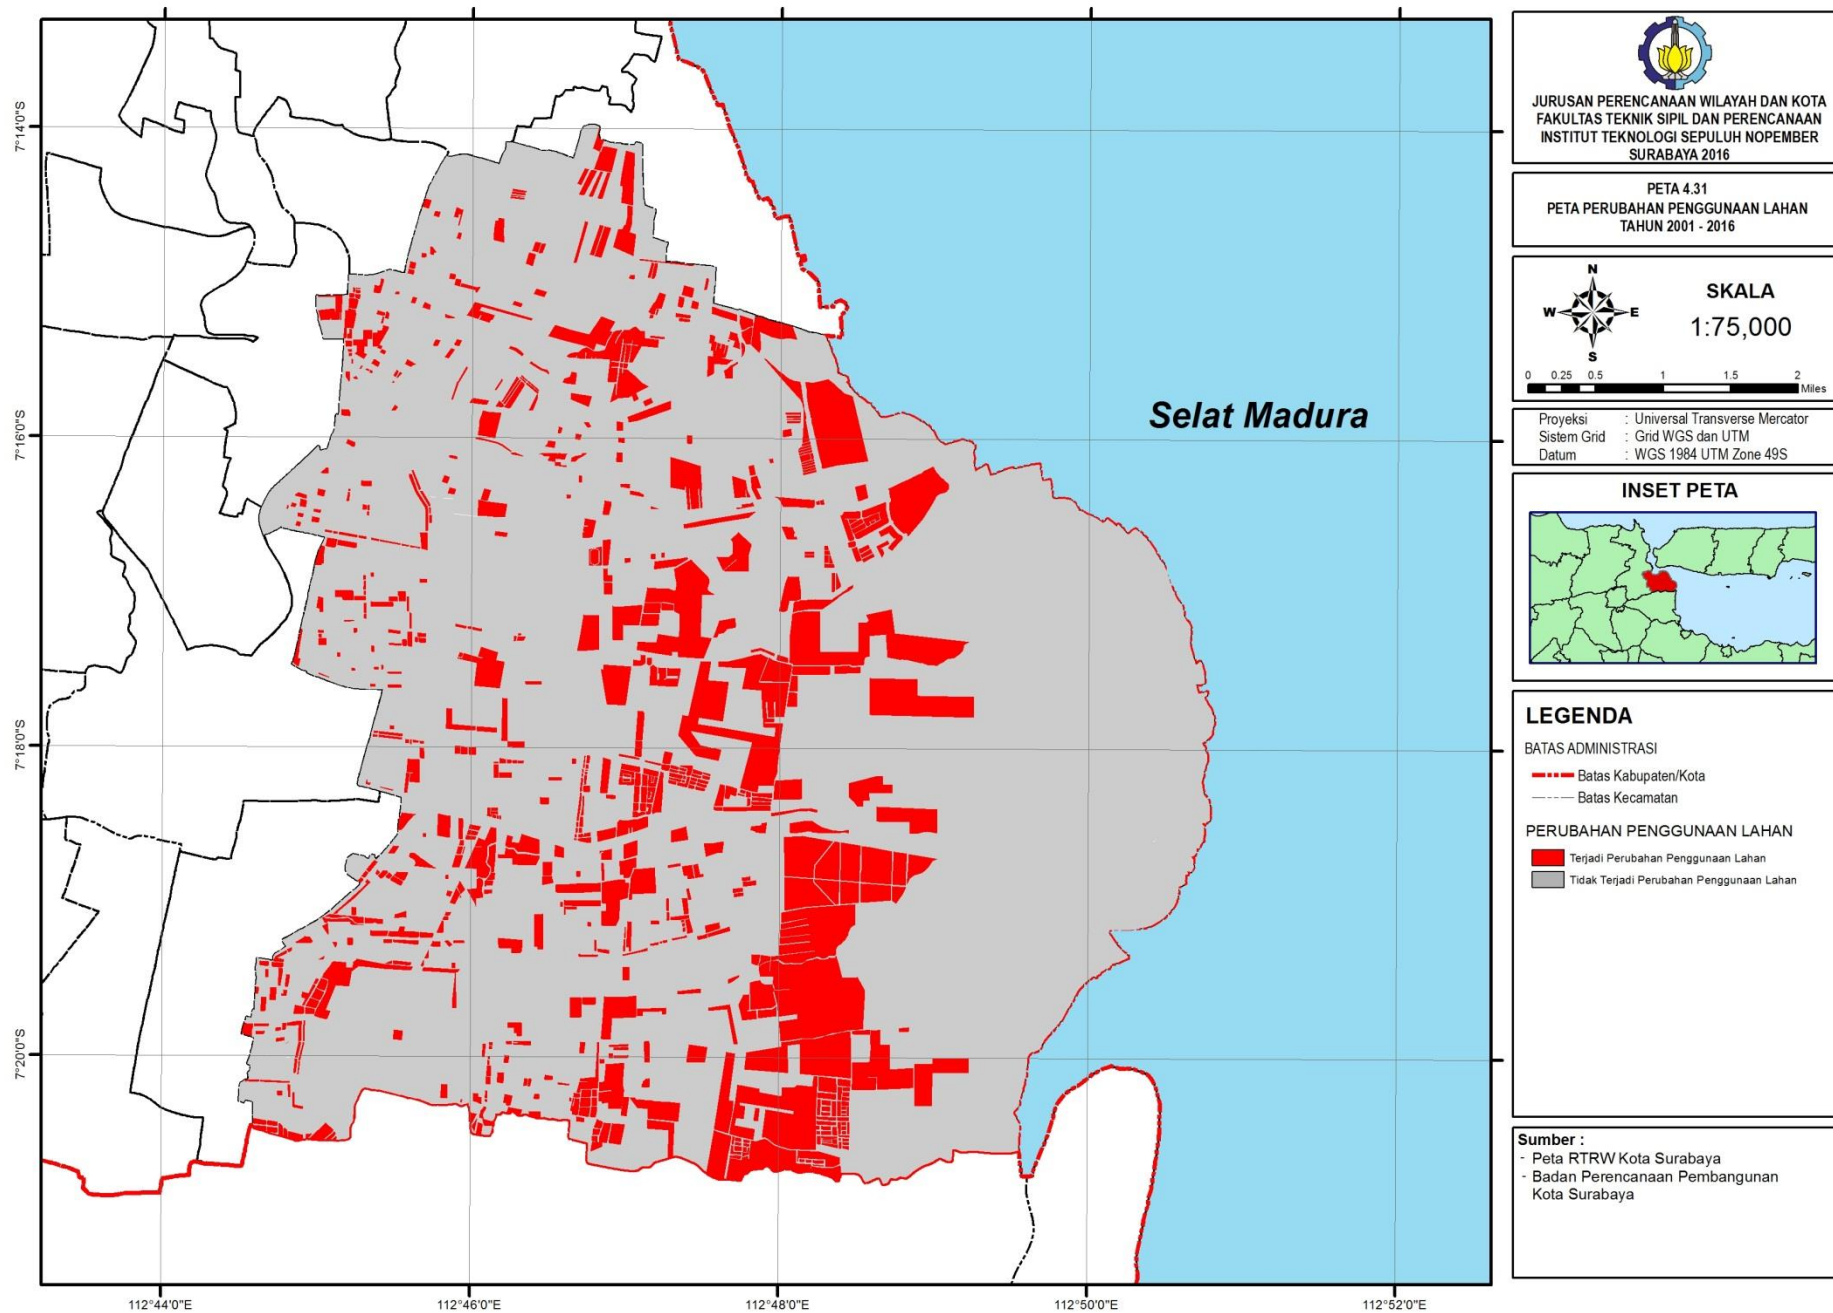 JURUSAN PERENCANAAN WILAYAH DAN KOTA
FAKULTAS TEKNIK SIPIL DAN PERENCANAAN
INSTITUT TEKNOLOGI SEPULUH NOPEMBER
SURABAYA 2016
PETA 4.31
PETA PERUBAHAN PENGGUNAAN LAHAN
TAHUN 2001 - 2016
N
W E
S
SKALA
1:75,000
0 0.25 0.5 1 1.5 2
Miles
Proyeksi : Universal Transverse Mercator
Sistem Grid : Grid WGS dan UTM
Datum : WGS 1984 UTM Zone 49S
INSET PETA
LEGENDA
BATAS ADMINISTRASI
Batas Kabupaten/Kota
Batas Kecamatan
PERUBAHAN PENGGUNAAN LAHAN
Terjadi Perubahan Penggunaan Lahan
Tidak Terjadi Perubahan Penggunaan Lahan
Sumber :
- Peta RTRW Kota Surabaya
- Badan Perencanaan Pembangunan
Kota Surabaya
Selat Madura
7°14'0"S
7°16'0"S
7°18'0"S
7°20'0"S
112°44'0"E 112°46'0"E 112°48'0"E 112°50'0"E 112°52'0"E